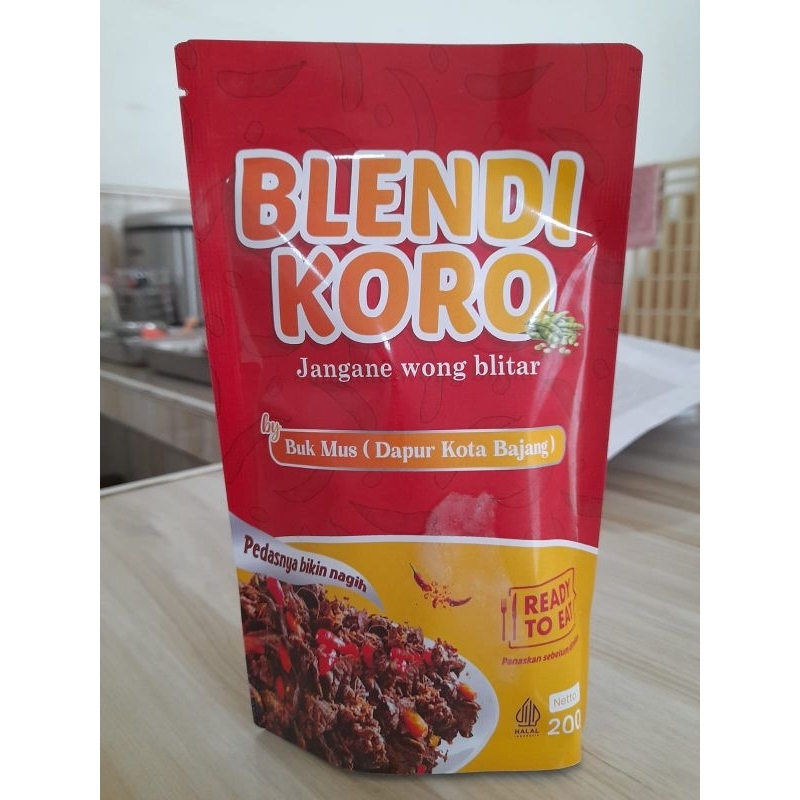 BLENDI
KORO
Jangane wong blitar
by
Buk Mus ( Dapur Kota Bajang )
Pedasnya bikin nagih
READY
TO EAT
Panaskan sebelum
HALAL
INDONESIA
Netto
200